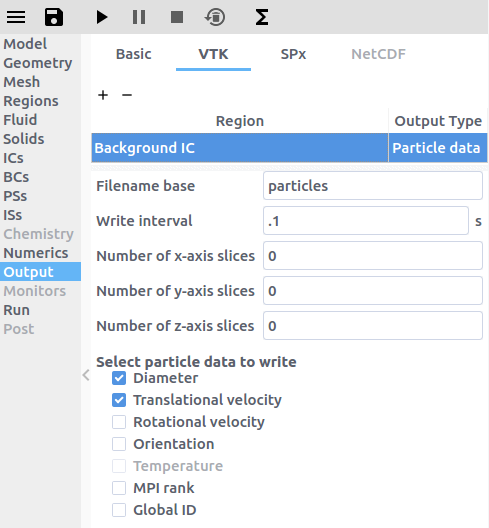 Model
Geometry
Mesh
Regions
Fluid
Solids
ICs
BCs
PSs
ISs
Chemistry
Numerics
Output
Monitors
Run
Post
Basic VTK SPx NetCDF
+ −
Region Output Type
Background IC Particle data
Filename base particles
Write interval .1 s
Number of x-axis slices 0
Number of y-axis slices 0
Number of z-axis slices 0
Select particle data to write
Diameter
Translational velocity
Rotational velocity
Orientation
Temperature
MPI rank
Global ID